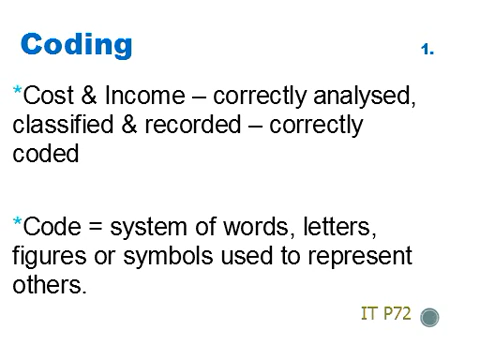 Coding 1.
*Cost & Income – correctly analysed,
classified & recorded – correctly
coded
*Code = system of words, letters,
figures or symbols used to represent
others.
IT P72